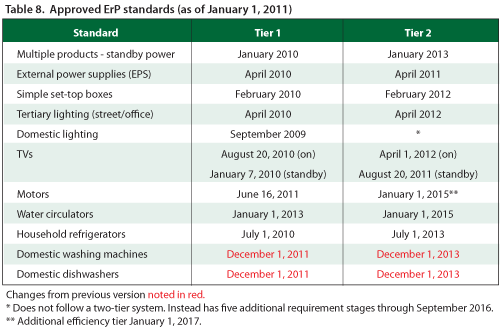 Table 8. Approved ErP standards (as of January 1, 2011)
Standard Tier 1 Tier 2
Multiple products - standby power January 2010 January 2013
External power supplies (EPS) April 2010 April 2011
Simple set-top boxes February 2010 February 2012
Tertiary lighting (street/office) April 2010 April 2012
Domestic lighting September 2009 *
TVs August 20, 2010 (on) April 1, 2012 (on)
January 7, 2010 (standby) August 20, 2011 (standby)
Motors June 16, 2011 January 1, 2015**
Water circulators January 1, 2013 January 1, 2015
Household refrigerators July 1, 2010 July 1, 2013
Domestic washing machines December 1, 2011 December 1, 2013
Domestic dishwashers December 1, 2011 December 1, 2013
Changes from previous version noted in red.
* Does not follow a two-tier system. Instead has five additional requirement stages through September 2016.
** Additional efficiency tier January 1, 2017.